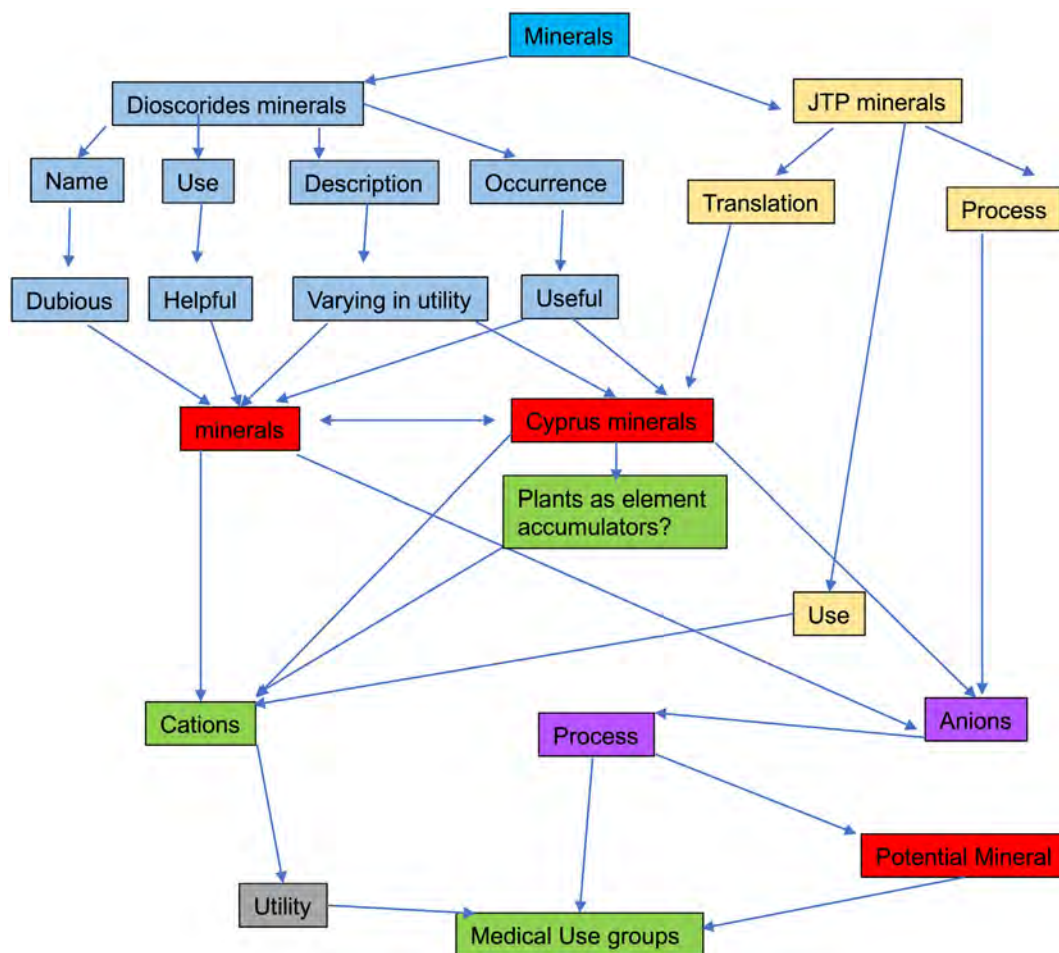 Minerals
Dioscorides minerals
JTP minerals
Name
Use
Description
Occurrence
Translation
Process
Dubious
Helpful
Varying in utility
Useful
minerals
Cyprus minerals
Plants as element
accumulators?
Use
Cations
Process
Anions
Potential Mineral
Utility
Medical Use groups